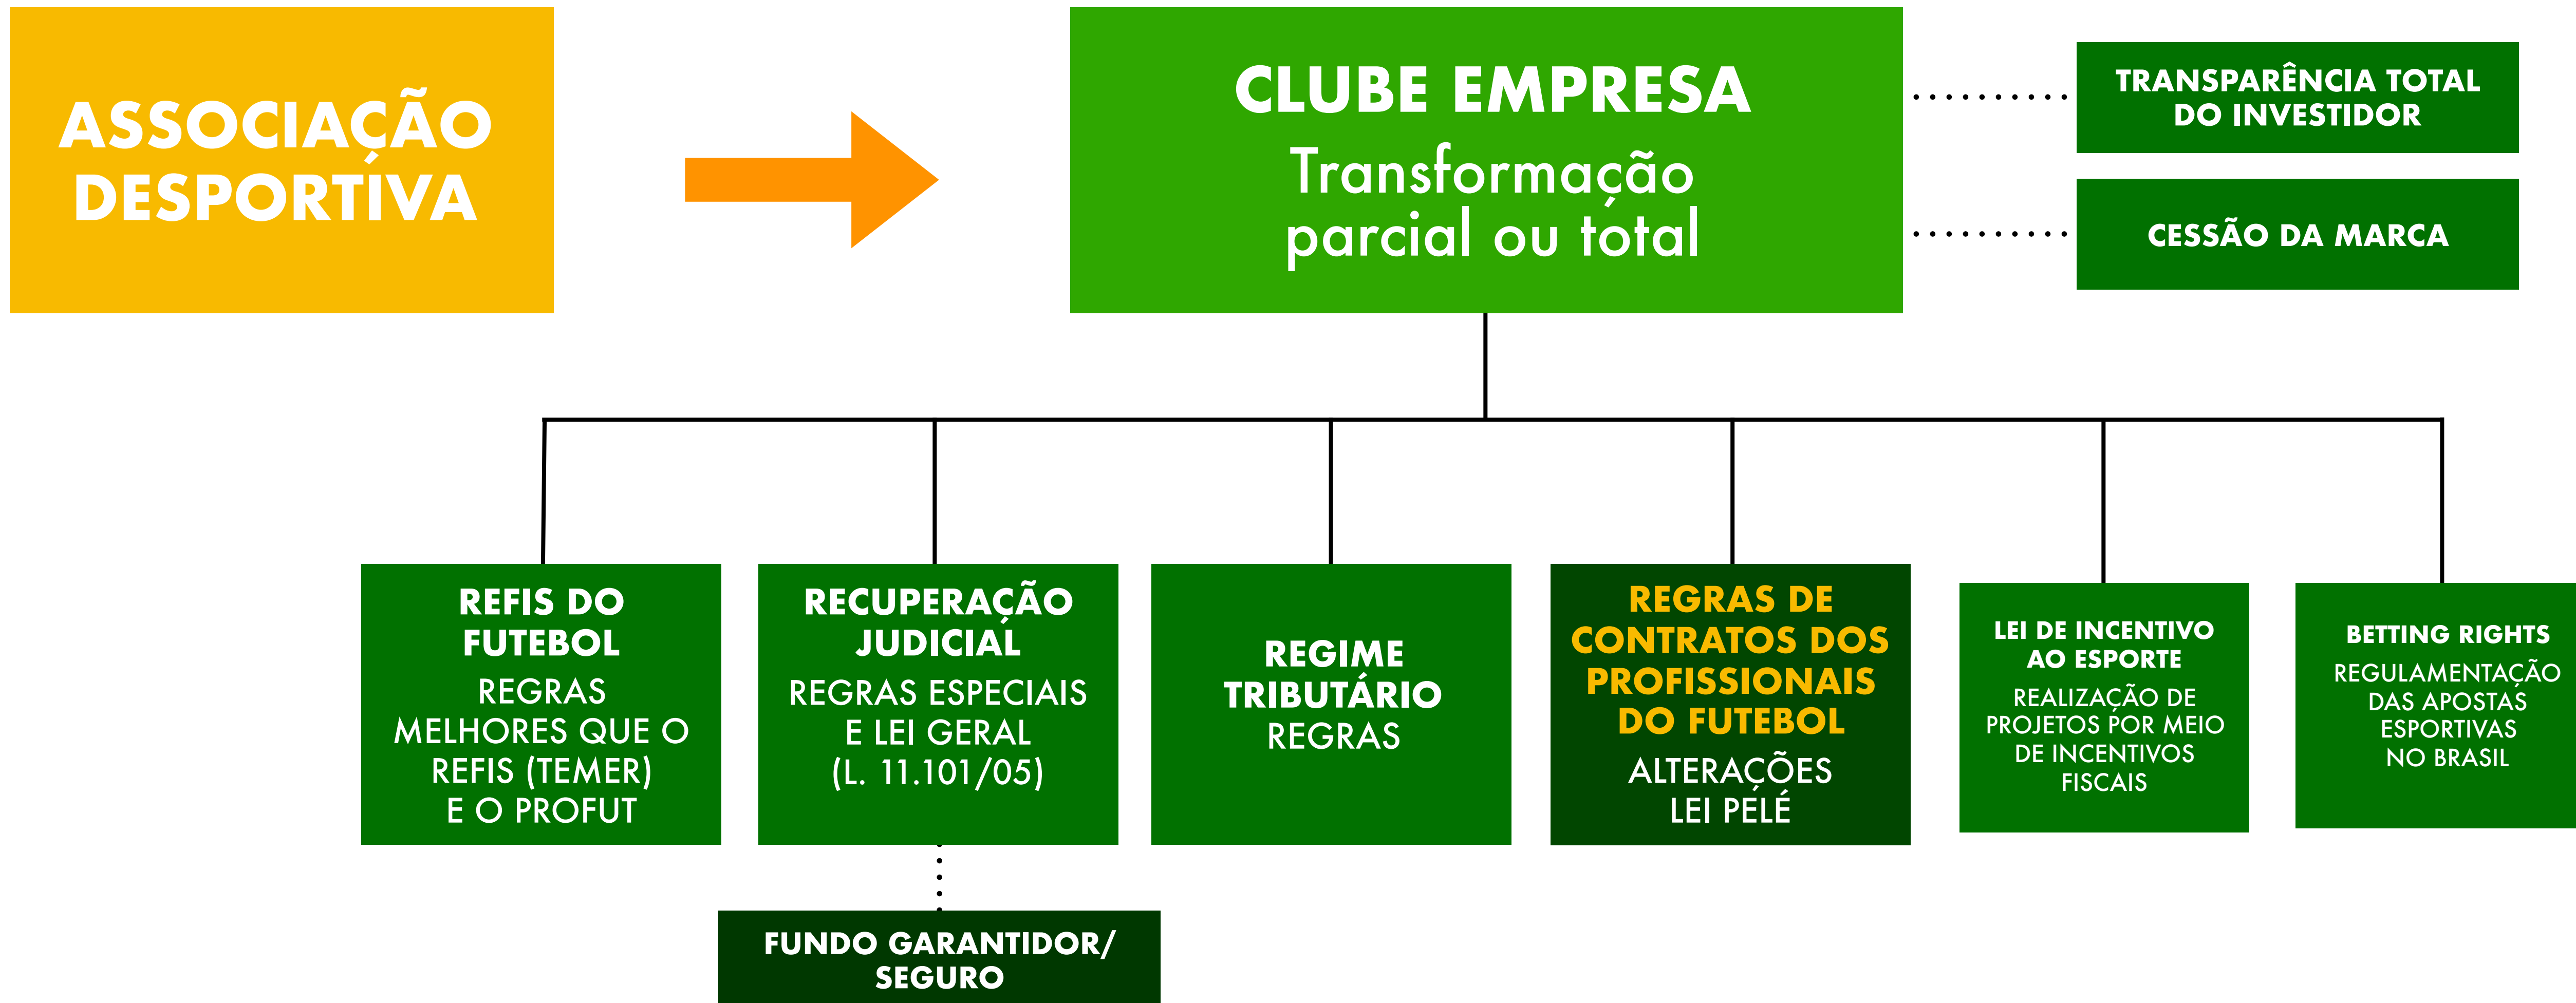 ASSOCIAÇÃO
DESPORTIVA
CLUBE EMPRESA
Transformação
parcial ou total
TRANSPARÊNCIA TOTAL
DO INVESTIDOR
CESSÃO DA MARCA
REFIS DO
FUTEBOL
REGRAS
MELHORES QUE O
REFIS (TEMER)
E O PROFUT
RECUPERAÇÃO
JUDICIAL
REGRAS ESPECIAIS
E LEI GERAL
(L. 11.101/05)
REGIME
TRIBUTÁRIO
REGRAS
REGRAS DE
CONTRATOS DOS
PROFISSIONAIS
DO FUTEBOL
ALTERAÇÕES
LEI PELÉ
LEI DE INCENTIVO
AO ESPORTE
REALIZAÇÃO DE
PROJETOS POR MEIO
DE INCENTIVOS
FISCAIS
BETTING RIGHTS
REGULAMENTAÇÃO
DAS APOSTAS
ESPORTIVAS
NO BRASIL
FUNDO GARANTIDOR/
SEGURO